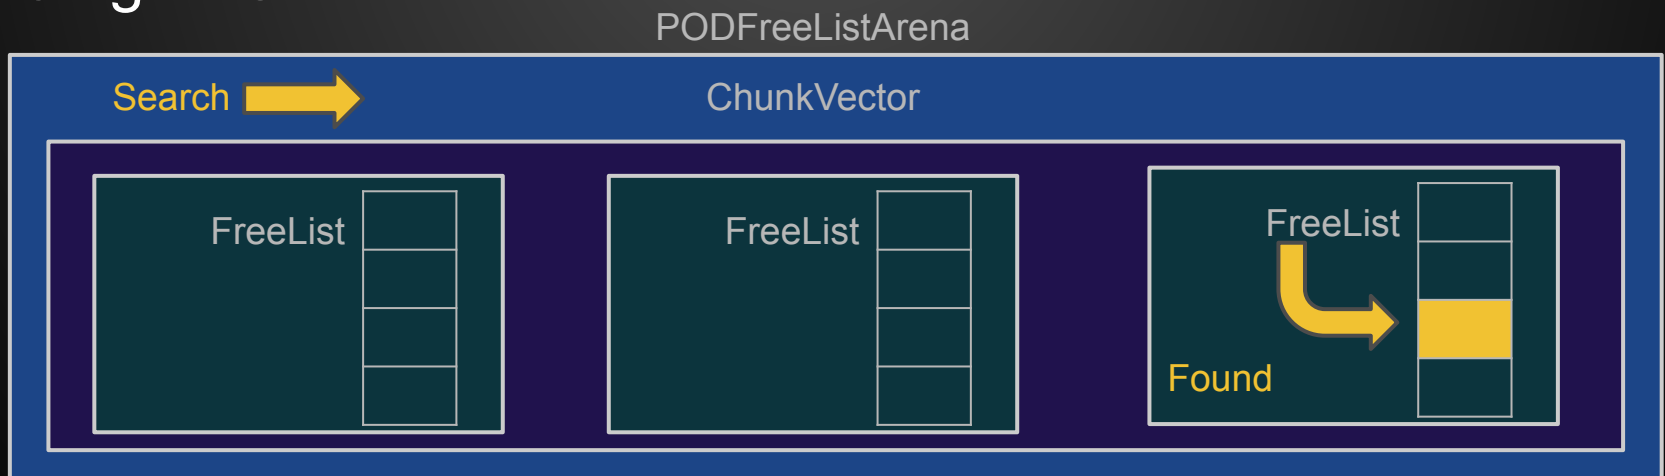 PODFreeListArena
Search
ChunkVector
FreeList
FreeList
FreeList
Found